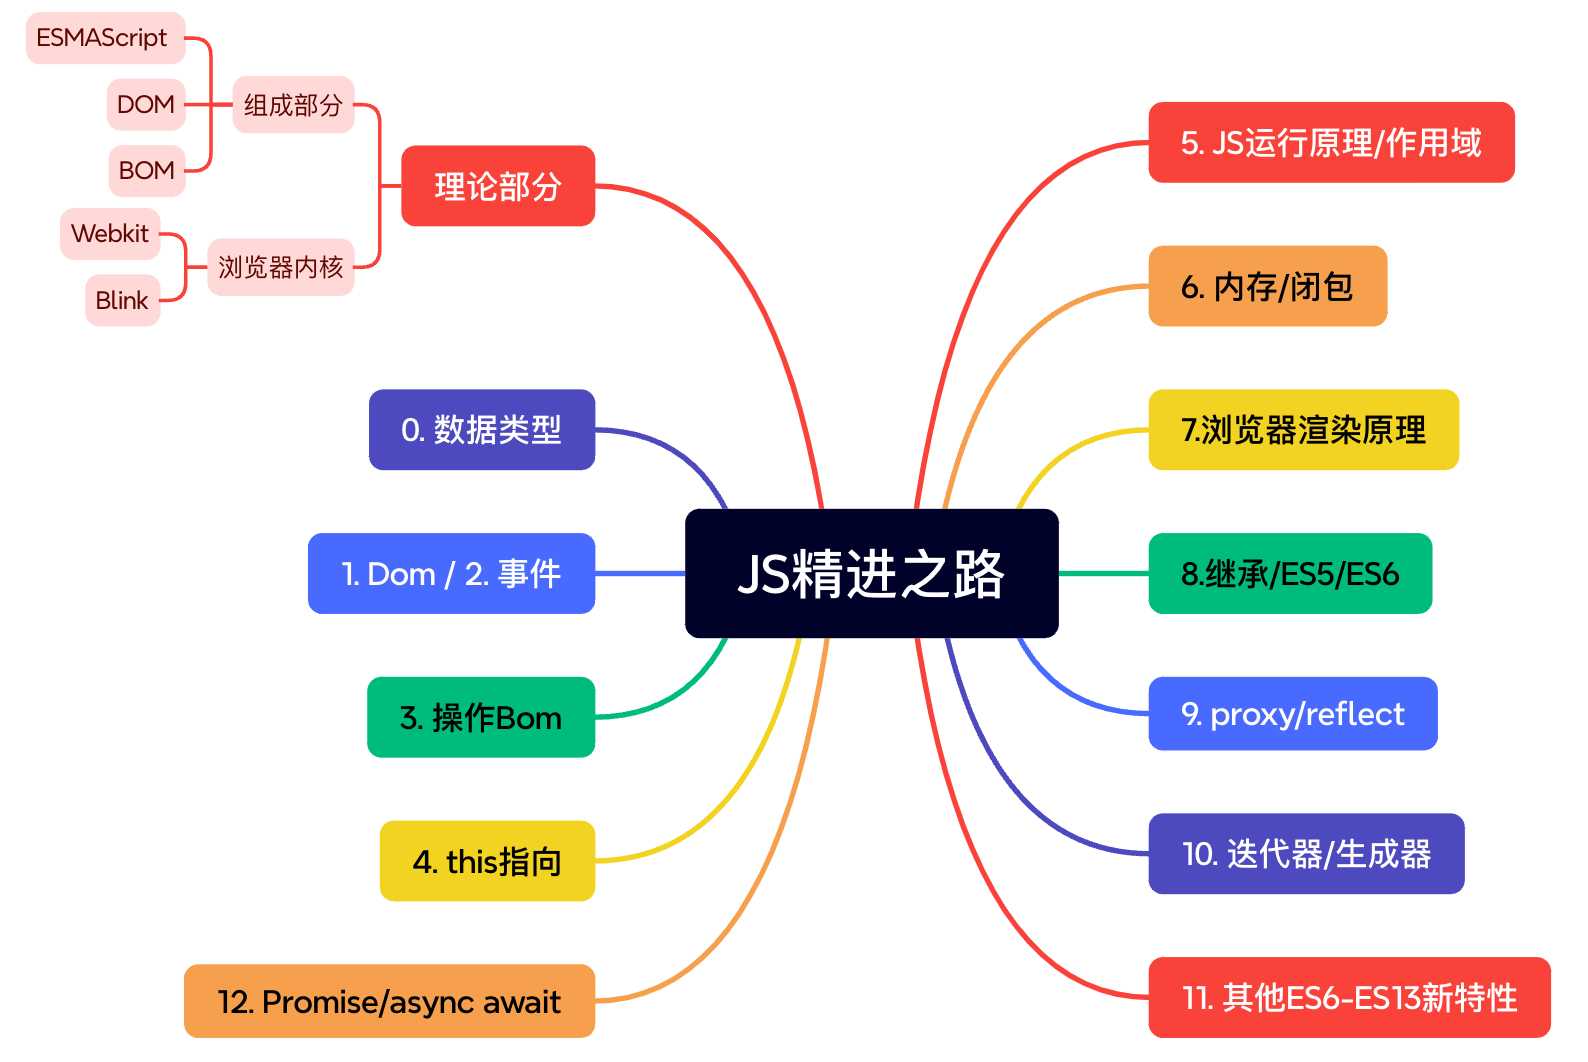 ESMAScript
DOM
BOM
组成部分
Webkit
Blink
浏览器内核
理论部分
0. 数据类型
1. Dom / 2. 事件
3. 操作Bom
4. this指向
12. Promise/async await
JS精进之路
5. JS运行原理/作用域
6. 内存/闭包
7.浏览器渲染原理
8.继承/ES5/ES6
9. proxy/reflect
10. 迭代器/生成器
11. 其他ES6-ES13新特性